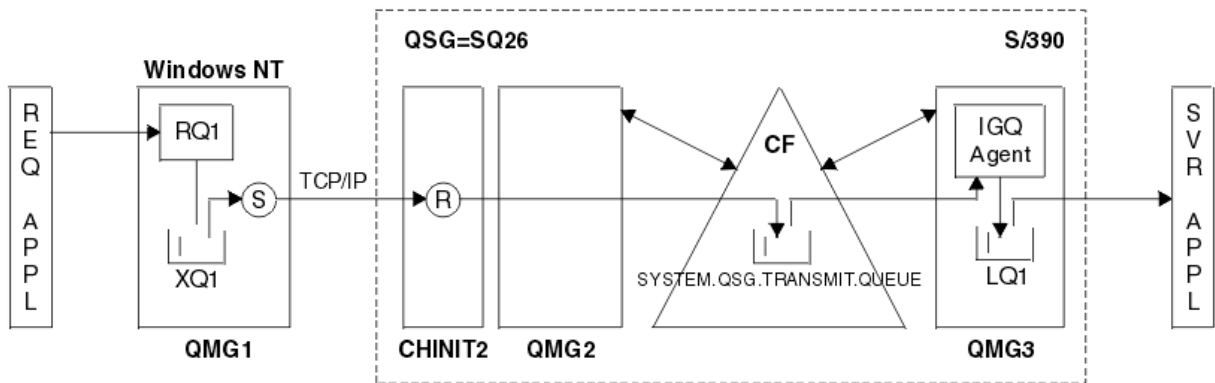 QSG=SQ26
S/390
Windows NT
REQ APPL
RQ1
S
XQ1
QMG1
TCP/IP
R
CHINIT2
QMG2
CF
SYSTEM.QSG.TRANSMIT.QUEUE
IGQ
Agent
LQ1
QMG3
SVR APPL